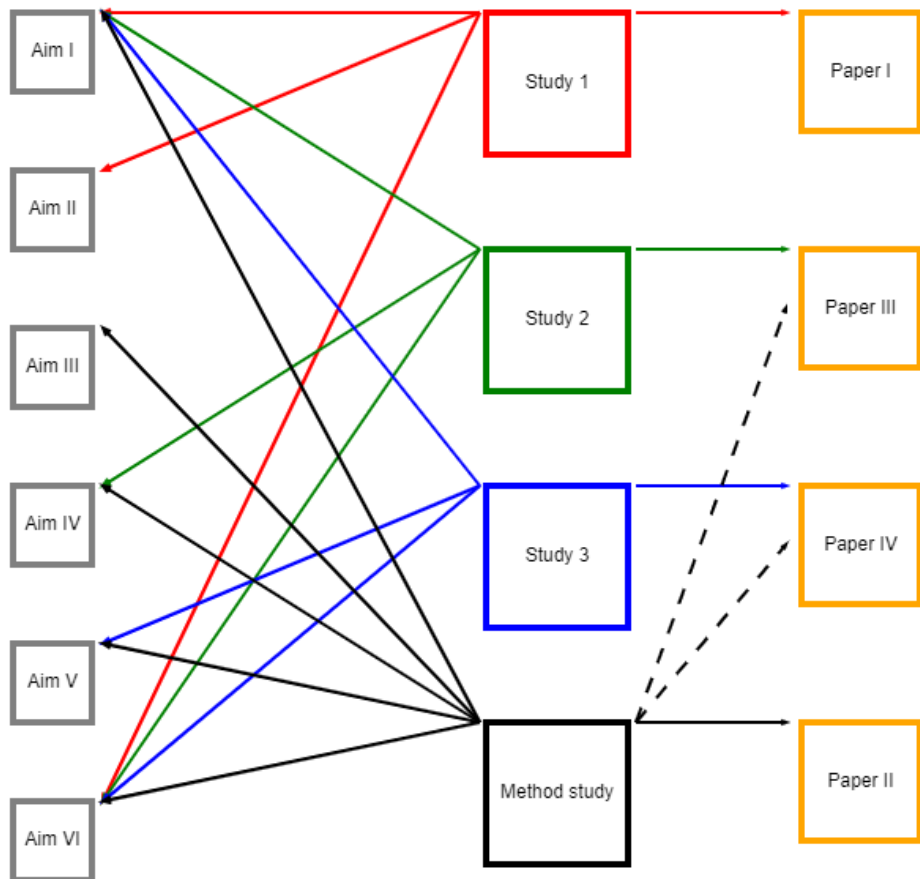 Aim I
Study 1
Paper I
Aim II
Study 2
Paper III
Aim III
Aim IV
Study 3
Paper IV
Aim V
Method study
Paper II
Aim VI